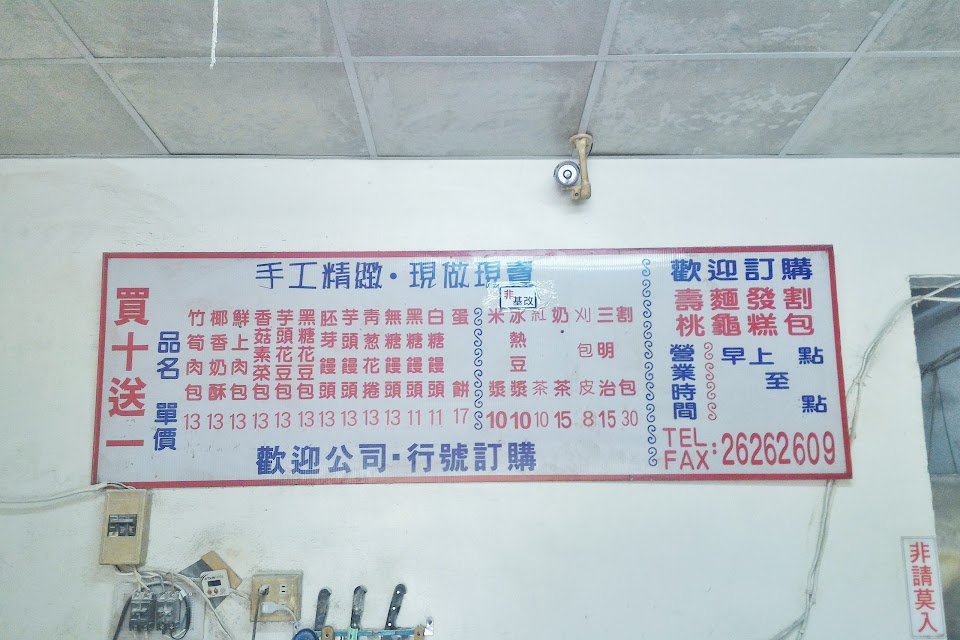 手工精緻·現做現賣
非基改
買十送一
品名 單價
竹筍肉包 13
椰香奶酥 13
鮮上肉包 13
香菇素菜包 13
芋頭花豆包 13
黑糖花豆包 13
胚芽饅頭 13
芋頭饅頭 13
青葱花捲 13
無糖饅頭 13
黑糖饅頭 11
白糖饅頭 11
蛋餅 17
米漿 10
冰熱豆漿 10
紅茶 10
奶茶 15
刈包皮 8
三明治 15
割包 30
歡迎公司·行號訂購
歡迎訂購
壽桃 麵龜 發糕 割包
營業時間
早上 點
至
點
TEL:
FAX:26262609
非請莫入